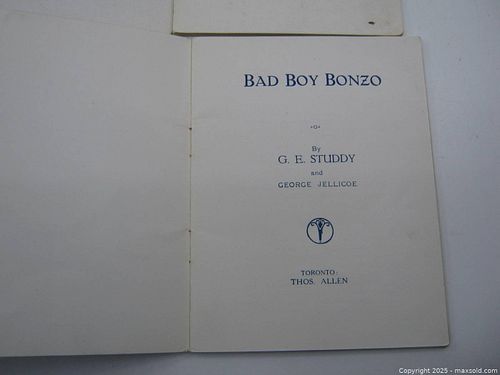 BAD BOY BONZO
By
G. E. STUDDY
and
GEORGE JELLICOE
TORONTO:
THOS. ALLEN
Copyright 2025 - maxsold.com